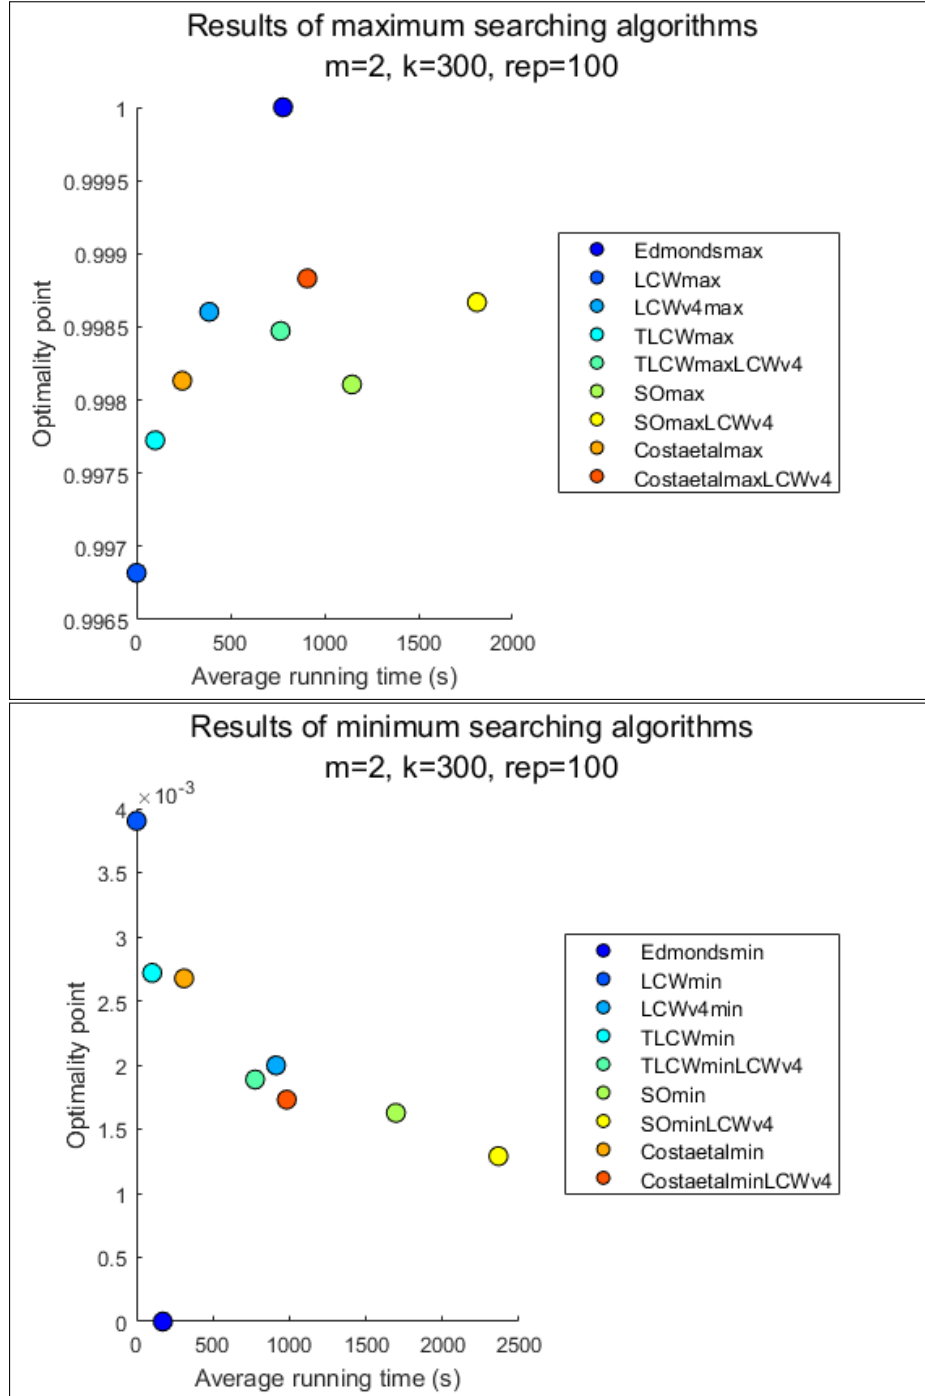 Results of maximum searching algorithms
m=2, k=300, rep=100
1
0.9995
0.999
0.9985
0.998
0.9975
0.997
0.9965
Optimality point
0
500
1000
1500
2000
Average running time (s)
Edmondsmax
LCWmax
LCWv4max
TLCWmax
TLCWmaxLCWv4
SOmax
SOmaxLCWv4
Costaetalmax
CostaetalmaxLCWv4
Results of minimum searching algorithms
m=2, k=300, rep=100
×10-3
4
3.5
3
2.5
2
1.5
1
0.5
0
Optimality point
0
500
1000
1500
2000
2500
Average running time (s)
Edmondsmin
LCWmin
LCWv4min
TLCWmin
TLCWminLCWv4
SOmin
SOminLCWv4
Costaetalmin
CostaetalminLCWv4